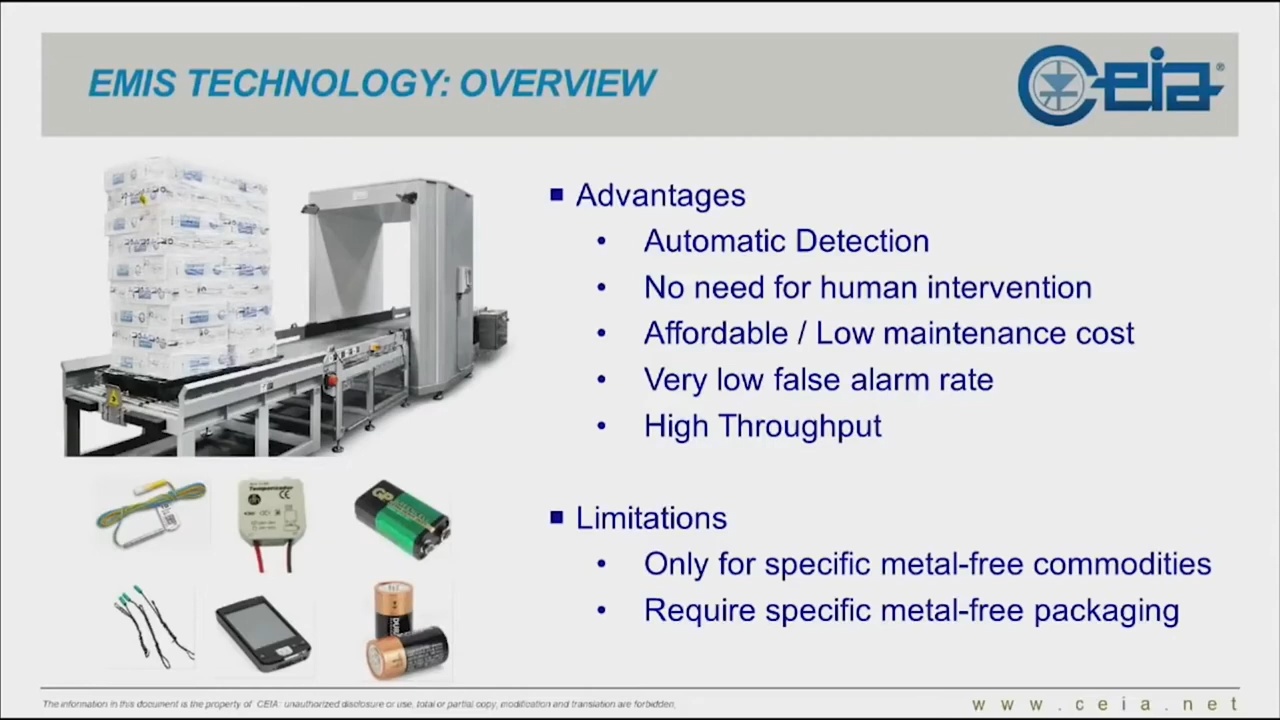 EMIS TECHNOLOGY: OVERVIEW
ceia®
Advantages
Automatic Detection
No need for human intervention
Affordable / Low maintenance cost
Very low false alarm rate
High Throughput
Limitations
Only for specific metal-free commodities
Require specific metal-free packaging
Temporizador
CE
GP
The information in this document is the property of CEIA: unauthorized disclosure or use, total or partial copy, modification and translation are forbidden.
www.ceia.net